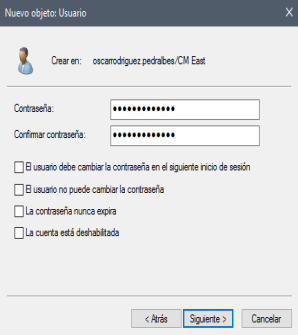 Nuevo objeto: Usuario X
Crear en: oscarrodriguez.pedralbes/CM East
Contraseña: •••••••••••••
Confirmar contraseña: •••••••••••••
El usuario debe cambiar la contraseña en el siguiente inicio de sesión
El usuario no puede cambiar la contraseña
La contraseña nunca expira
La cuenta está deshabilitada
< Atrás Siguiente > Cancelar